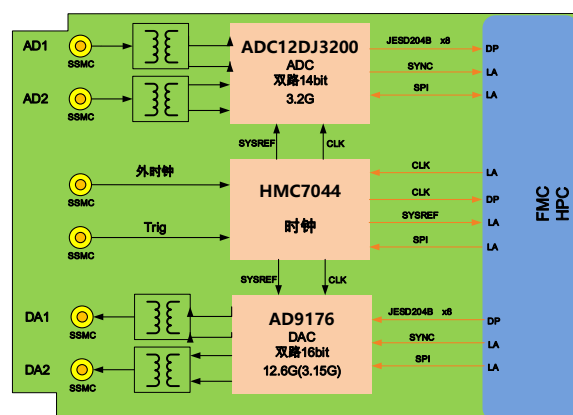 AD1
SSMC
AD2
SSMC
ADC12DJ3200
ADC
双路14bit
3.2G
JESD204B x8
DP
SYNC
LA
SPI
LA
SYSREF
CLK
外时钟
SSMC
Trig
SSMC
HMC7044
时钟
CLK
LA
CLK
DP
SYSREF
LA
SPI
LA
FMC
HPC
SYSREF
CLK
DA1
SSMC
DA2
SSMC
AD9176
DAC
双路16bit
12.6G(3.15G)
JESD204B x8
DP
SYNC
LA
SPI
LA